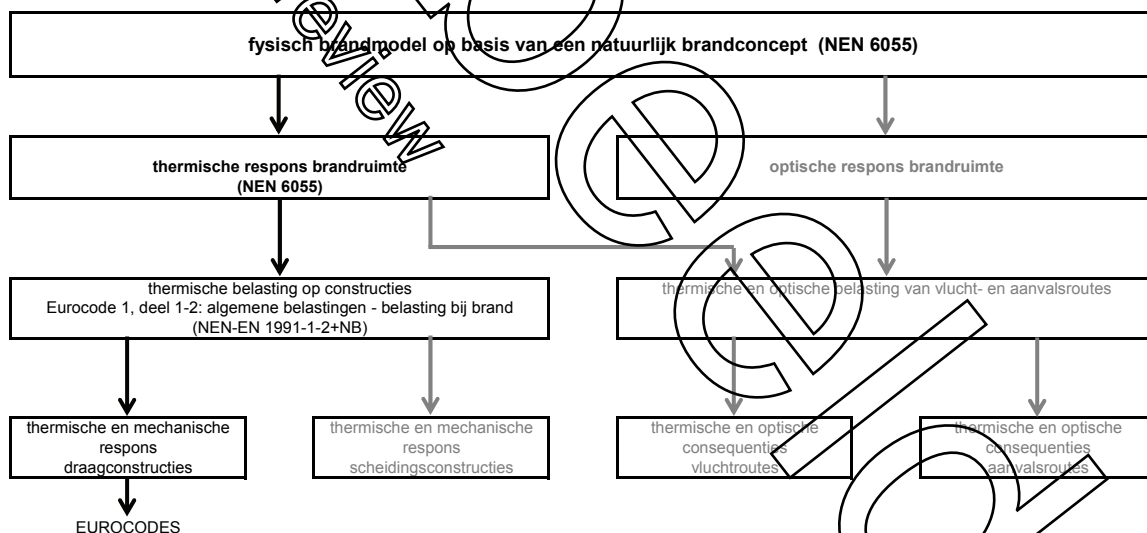 fysisch brandmodel op basis van een natuurlijk brandconcept (NEN 6055)
thermische respons brandruimte
(NEN 6055)
optische respons brandruimte
thermische belasting op constructies
Eurocode 1, deel 1-2: algemene belastingen - belasting bij brand
(NEN-EN 1991-1-2+NB)
thermische en optische belasting van vlucht- en aanvalsroutes
thermische en mechanische
respons
draagconstructies
thermische en mechanische
respons
scheidingsconstructies
thermische en optische
consequenties
vluchtroutes
thermische en optische
consequenties
aanvalsroutes
EUROCODES